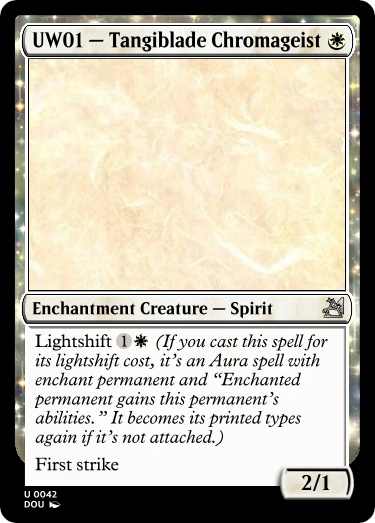 UW01 — Tangiblade Chromageist
Enchantment Creature — Spirit
Lightshift 1 (If you cast this spell for
its lightshift cost, it's an Aura spell with
enchant permanent and “Enchanted
permanent gains this permanent's
abilities.” It becomes its printed types
again if it's not attached.)
First strike
2/1
U 0042
DOU